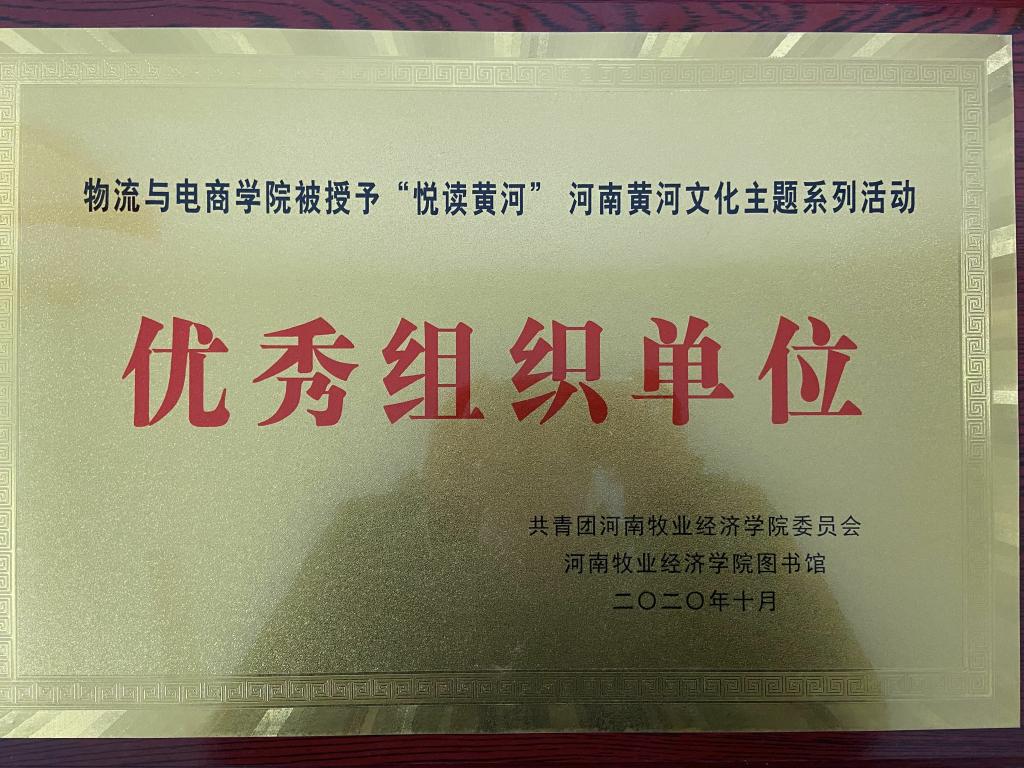 物流与电商学院被授予“悦读黄河” 河南黄河文化主题系列活动
优秀组织单位
共青团河南牧业经济学院委员会
河南牧业经济学院图书馆
二〇二〇年十月